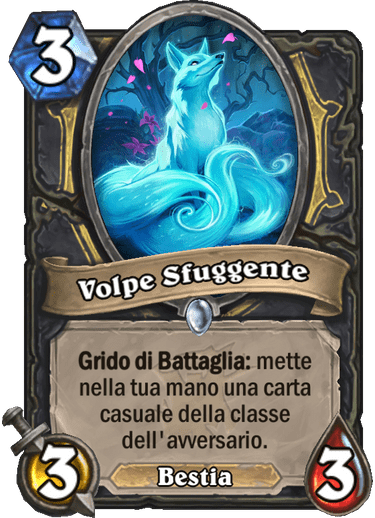 3
Volpe Sfuggente
Grido di Battaglia: mette
nella tua mano una carta
casuale della classe
dell'avversario.
3
Bestia
3